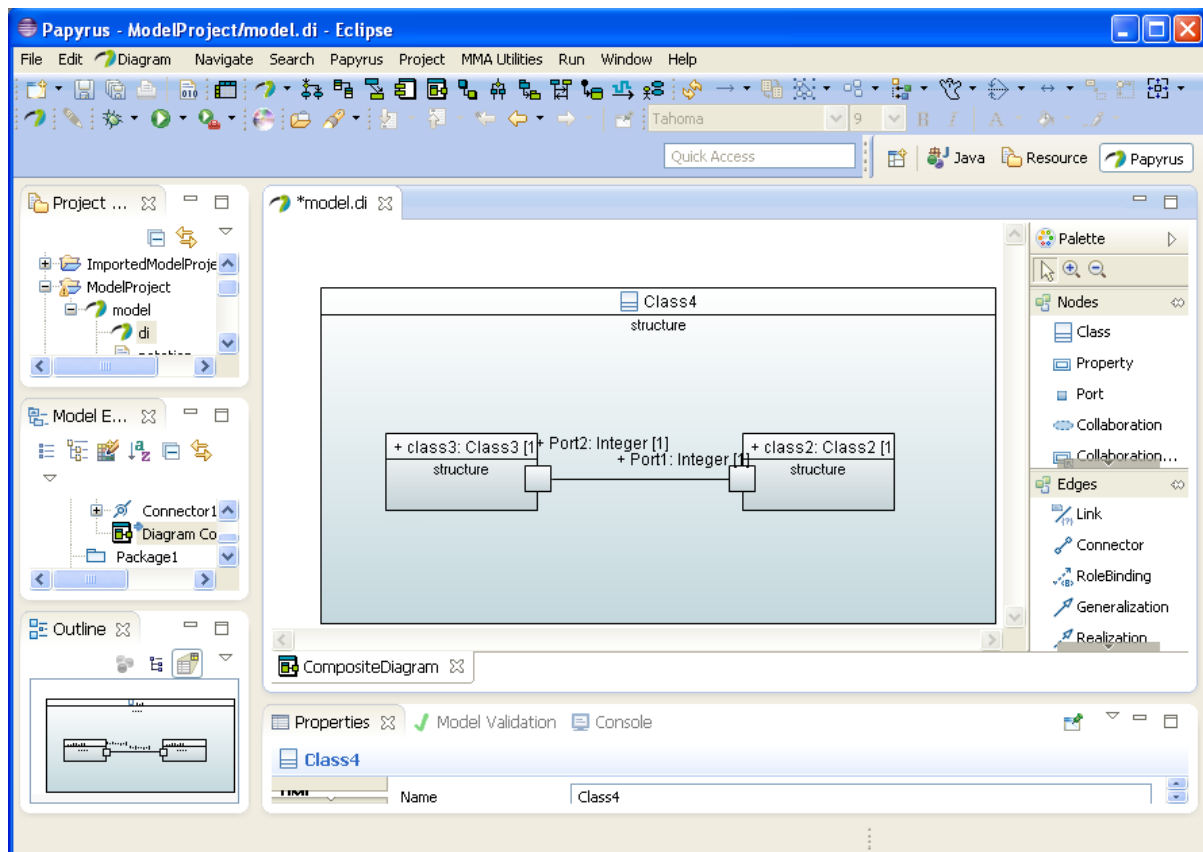 Papyrus - ModelProject/model.di - Eclipse
File Edit Diagram Navigate Search Papyrus Project MMA Utilities Run Window Help
Tahoma 9 B I A
Quick Access Java Resource Papyrus
Project ...
ImportedModelProje
ModelProject
model
di
*model.di
Class4
structure
+ class3: Class3 [1
structure
+ Port2: Integer [1]
+ Port1: Integer [1]
+ class2: Class2 [1
structure
Palette
Nodes
Class
Property
Port
Collaboration
Collaboration...
Edges
Link
Connector
RoleBinding
Generalization
Realization
Model E...
Connector1
Diagram Co
Package1
Outline
CompositeDiagram
Properties Model Validation Console
Class4
UML
Name Class4